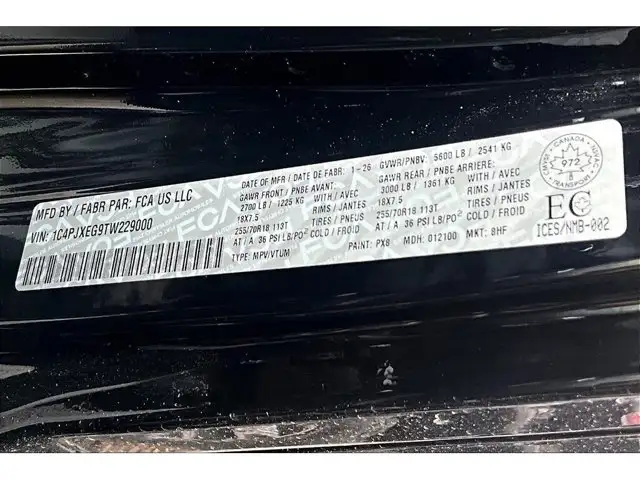 MFD BY / FABR PAR: FCA US LLC
VIN: 1C4PJXEG9TW229000
DATE OF MFR / DATE DE FABR: 1-26 GVWR/PNBV: 5600 LB / 2541 KG
GAWR FRONT / PNBE AVANT: GAWR REAR / PNBE ARRIERE:
2700 LB / 1225 KG WITH / AVEC 3000 LB / 1361 KG WITH / AVEC
18X7.5 RIMS / JANTES 18X7.5 RIMS / JANTES
255/70R18 113T TIRES / PNEUS 255/70R18 113T TIRES / PNEUS
AT / A 36 PSI LB/PO² COLD / FROID AT / A 36 PSI LB/PO² COLD / FROID
TYPE: MPV/VTUM PAINT: PX8 MDH: 012100 MKT: 8HF
CANADA
972
8
TRANSPORT
EC
ICES/NMB-002